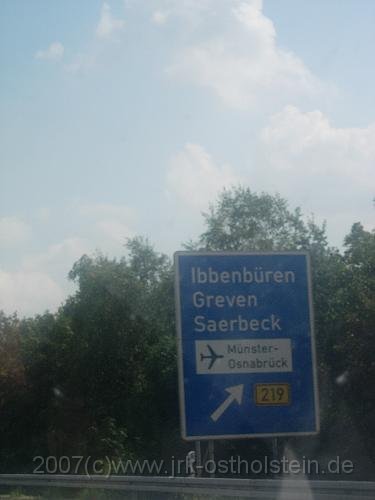 Ibbenbüren
Greven
Saerbeck
Münster-
Osnabrück
219
2007(c)www.jrk-ostholstein.de